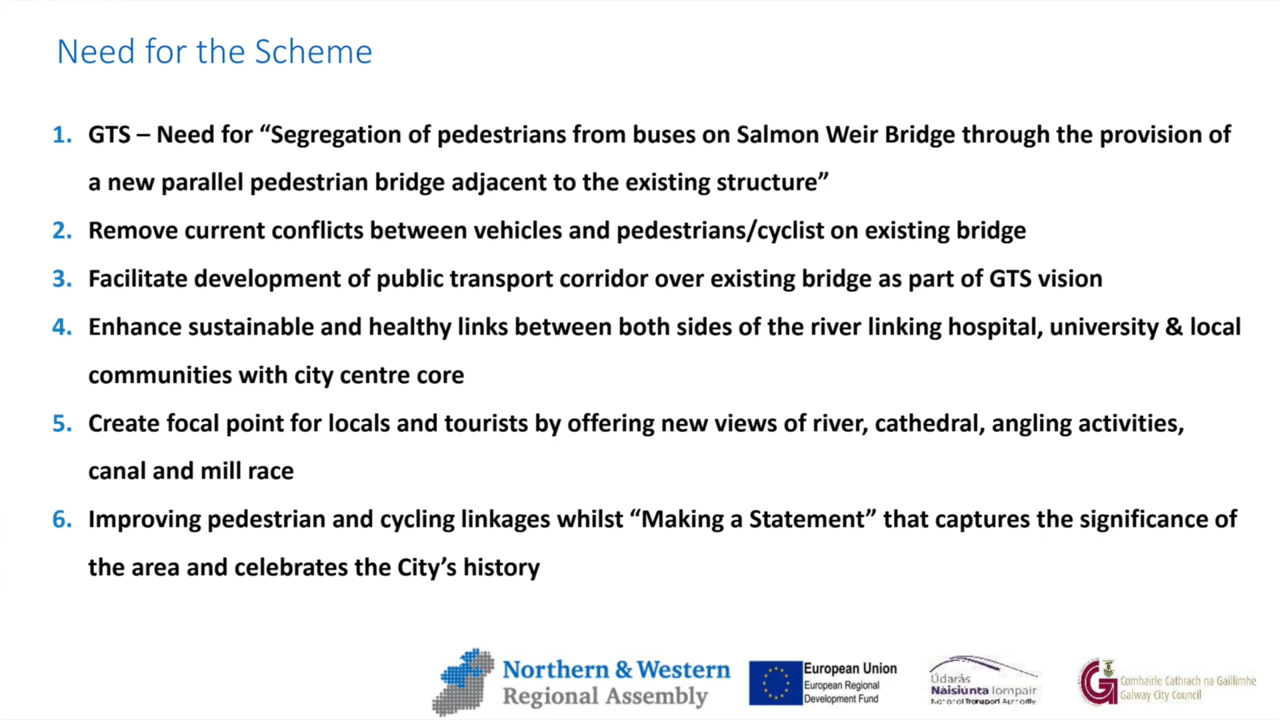 Need for the Scheme
1. GTS – Need for “Segregation of pedestrians from buses on Salmon Weir Bridge through the provision of
a new parallel pedestrian bridge adjacent to the existing structure”
2. Remove current conflicts between vehicles and pedestrians/cyclist on existing bridge
3. Facilitate development of public transport corridor over existing bridge as part of GTS vision
4. Enhance sustainable and healthy links between both sides of the river linking hospital, university & local
communities with city centre core
5. Create focal point for locals and tourists by offering new views of river, cathedral, angling activities,
canal and mill race
6. Improving pedestrian and cycling linkages whilst “Making a Statement” that captures the significance of
the area and celebrates the City’s history
Northern & Western
Regional Assembly
European Union
European Regional
Development Fund
Údarás
Náisiúnta Iompair
National Transport Authority
Comhairle Cathrach na Gaillimhe
Galway City Council